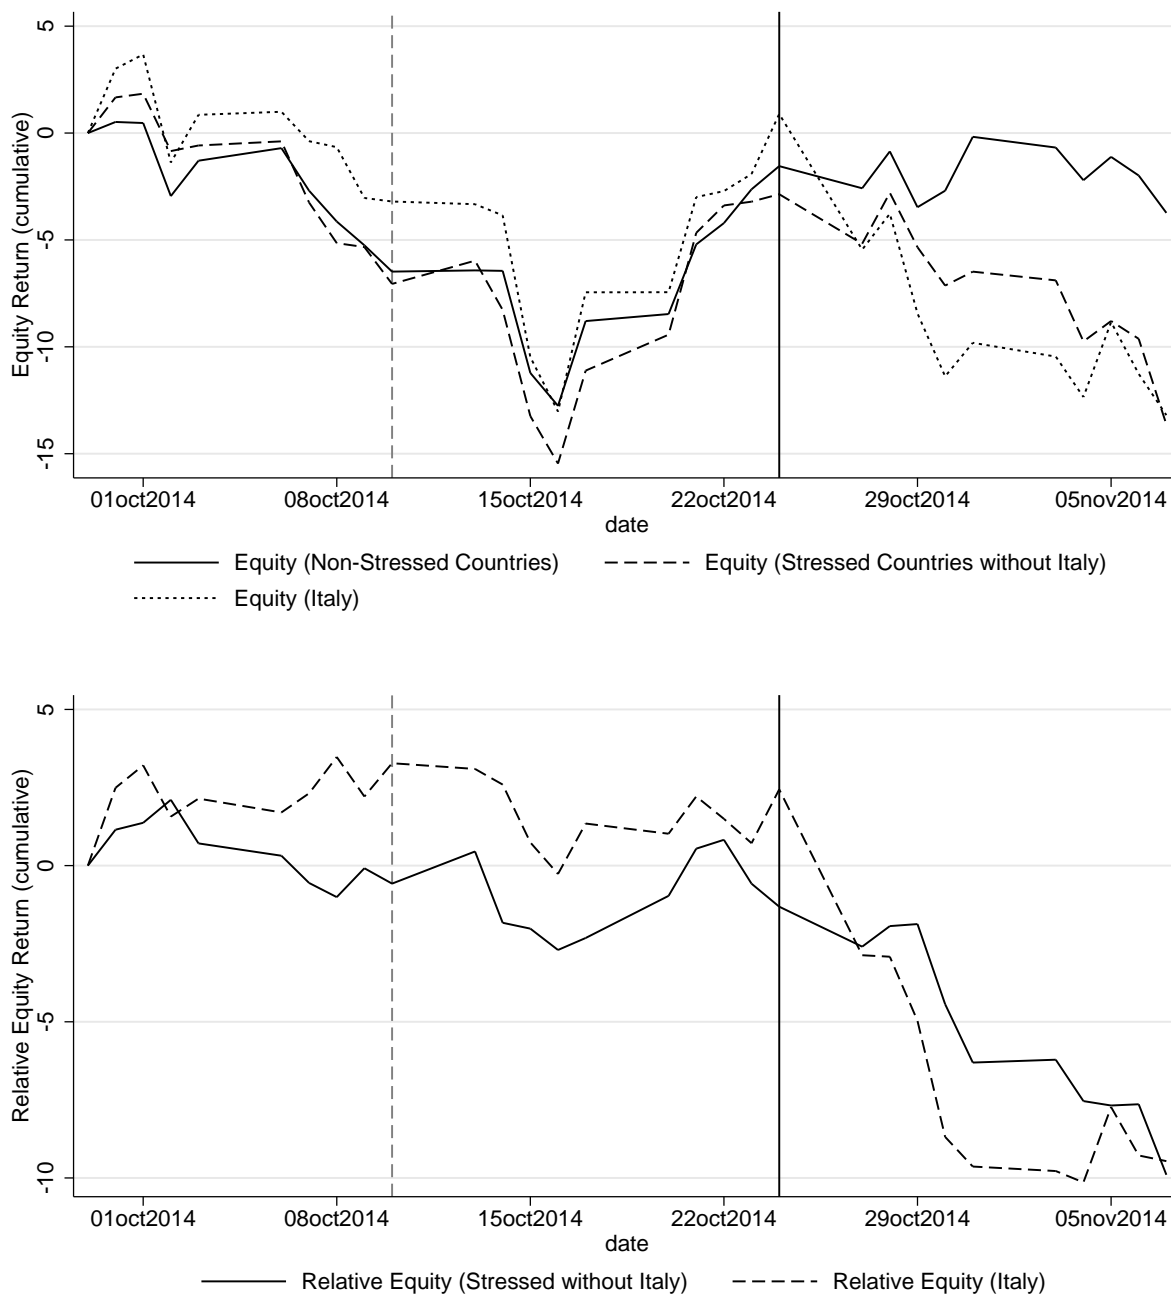 Equity Return (cumulative)
5
0
-5
-10
-15
01oct2014 08oct2014 15oct2014 22oct2014 29oct2014 05nov2014
date
Equity (Non-Stressed Countries) Equity (Stressed Countries without Italy)
Equity (Italy)
Relative Equity Return (cumulative)
5
0
-5
-10
01oct2014 08oct2014 15oct2014 22oct2014 29oct2014 05nov2014
date
Relative Equity (Stressed without Italy) Relative Equity (Italy)